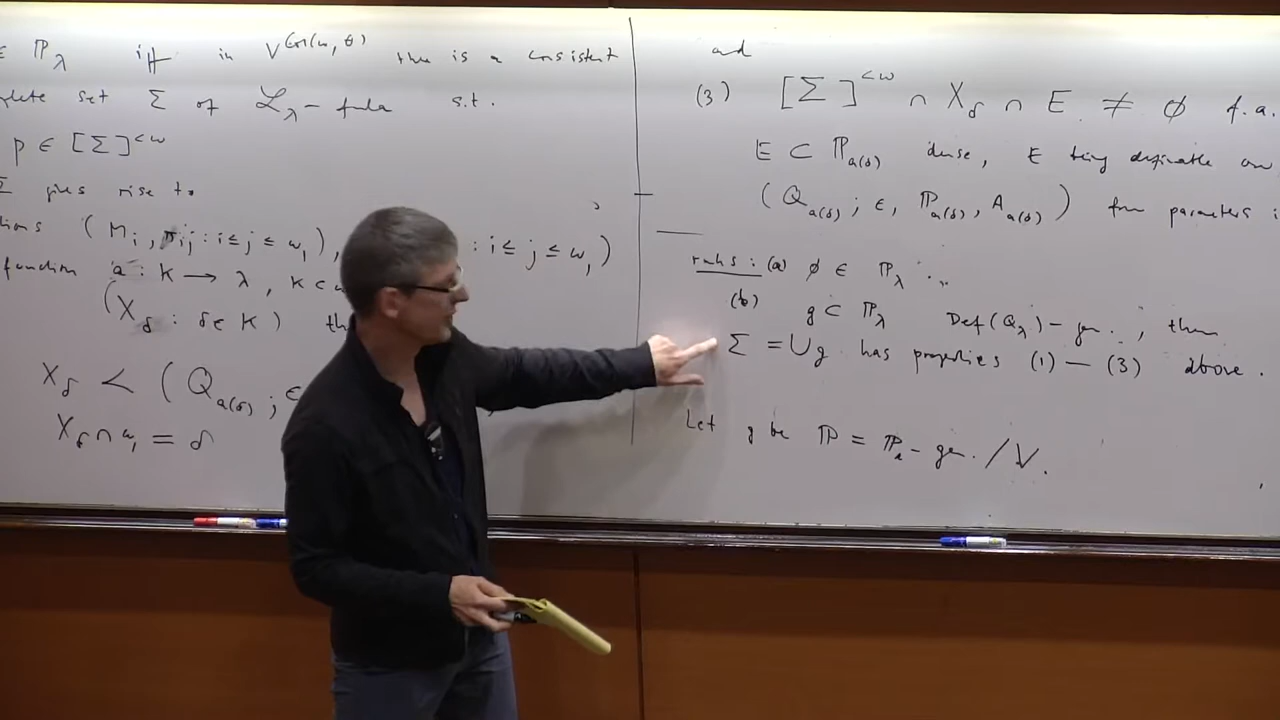 ∈ ℙ_λ iff in V^{Col(ω, θ)} there is a consistent
plete set Σ of ℒ_λ-fmla s.t.
p ∈ [Σ]^{<ω}
Σ gives rise to
tions (M_i, π_ij : i ≤ j ≤ ω_1), : i ≤ j ≤ ω_1)
function a : K → λ, K ⊂ ω
(X_δ : δ ∈ K) th
X_δ ≺ (Q_{a(δ)} ; ∈
X_δ ∩ ω_1 = δ
and
(3) [Σ]^{<ω} ∩ X_δ ∩ E ≠ ∅ f.a.
E ⊂ ℙ_{a(δ)} dense, E being definable over
(Q_{a(δ)} ; ∈, ℙ_{a(δ)}, A_{a(δ)}) from parameters i
rmks : (a) ∅ ∈ ℙ_λ
(b) g ⊂ ℙ_λ Def(Q_λ)-gen., then
Σ = ∪g has properties (1) — (3) above.
Let g be ℙ = ℙ_κ-gen. / V.